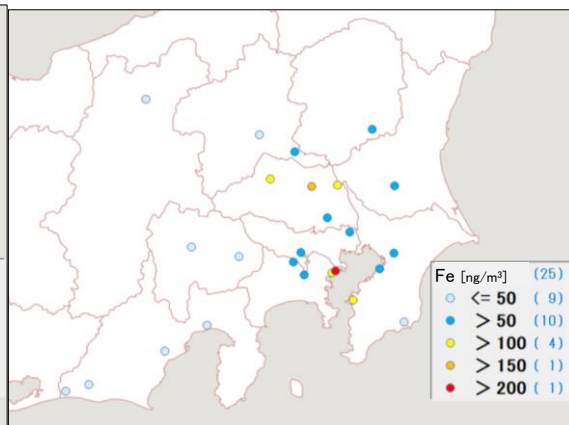 Fe [ng/m³] (25)
<= 50 ( 9)
> 50 (10)
> 100 ( 4)
> 150 ( 1)
> 200 ( 1)